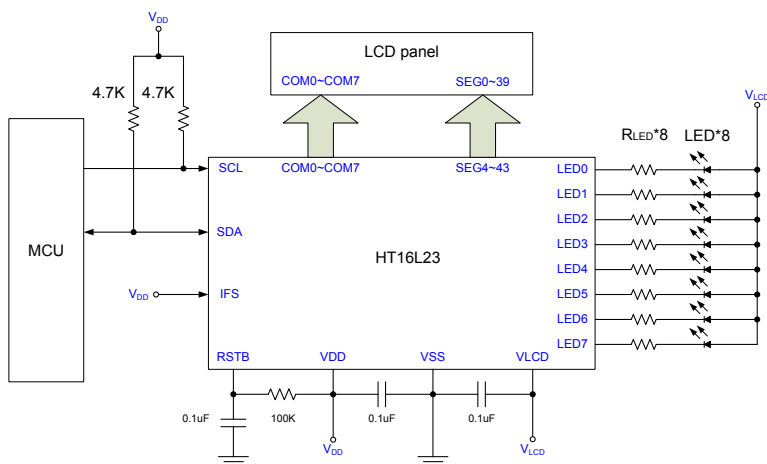 VDD
LCD panel
COM0~COM7 SEG0~39
4.7K 4.7K
VLCD
RLED*8 LED*8
SCL COM0~COM7 SEG4~43 LED0
LED1
LED2
SDA
MCU
HT16L23
LED3
LED4
VDD IFS LED5
LED6
LED7
RSTB VDD VSS VLCD
0.1uF 100K 0.1uF 0.1uF
VDD VLCD